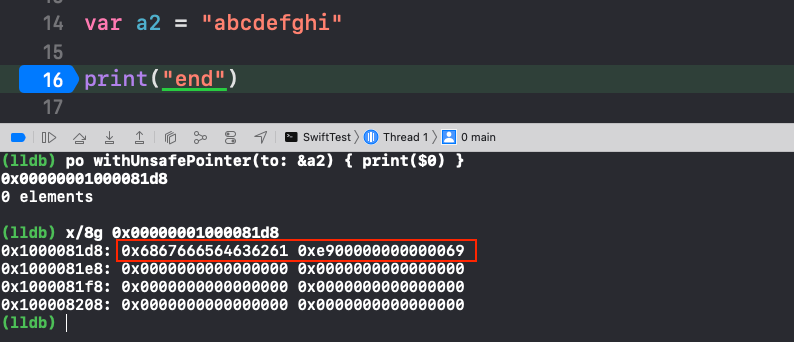 14 var a2 = "abcdefghi"
15
16 print("end")
17
SwiftTest Thread 1 0 main
(lldb) po withUnsafePointer(to: &a2) { print($0) }
0x00000001000081d8
0 elements
(lldb) x/8g 0x00000001000081d8
0x1000081d8: 0x6867666564636261 0xe900000000000069
0x1000081e8: 0x0000000000000000 0x0000000000000000
0x1000081f8: 0x0000000000000000 0x0000000000000000
0x100008208: 0x0000000000000000 0x0000000000000000
(lldb)